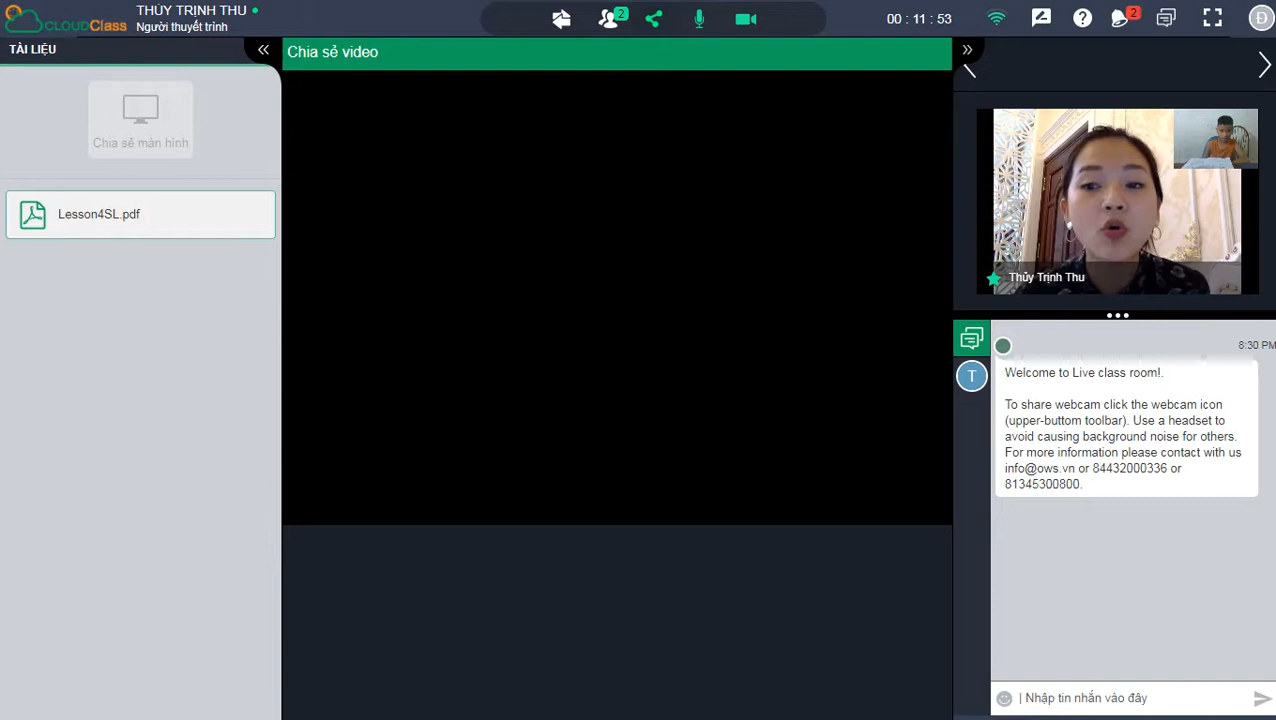 CLOUDClass
THỦY TRỊNH THU
Người thuyết trình
2
00 : 11 : 53
2
Đ
TÀI LIỆU
Chia sẻ màn hình
Lesson4SL.pdf
Chia sẻ video
Thủy Trịnh Thu
8:30 PM
T
Welcome to Live class room!.
To share webcam click the webcam icon
(upper-buttom toolbar). Use a headset to
avoid causing background noise for others.
For more information please contact with us
info@ows.vn or 84432000336 or
81345300800.
Nhập tin nhắn vào đây